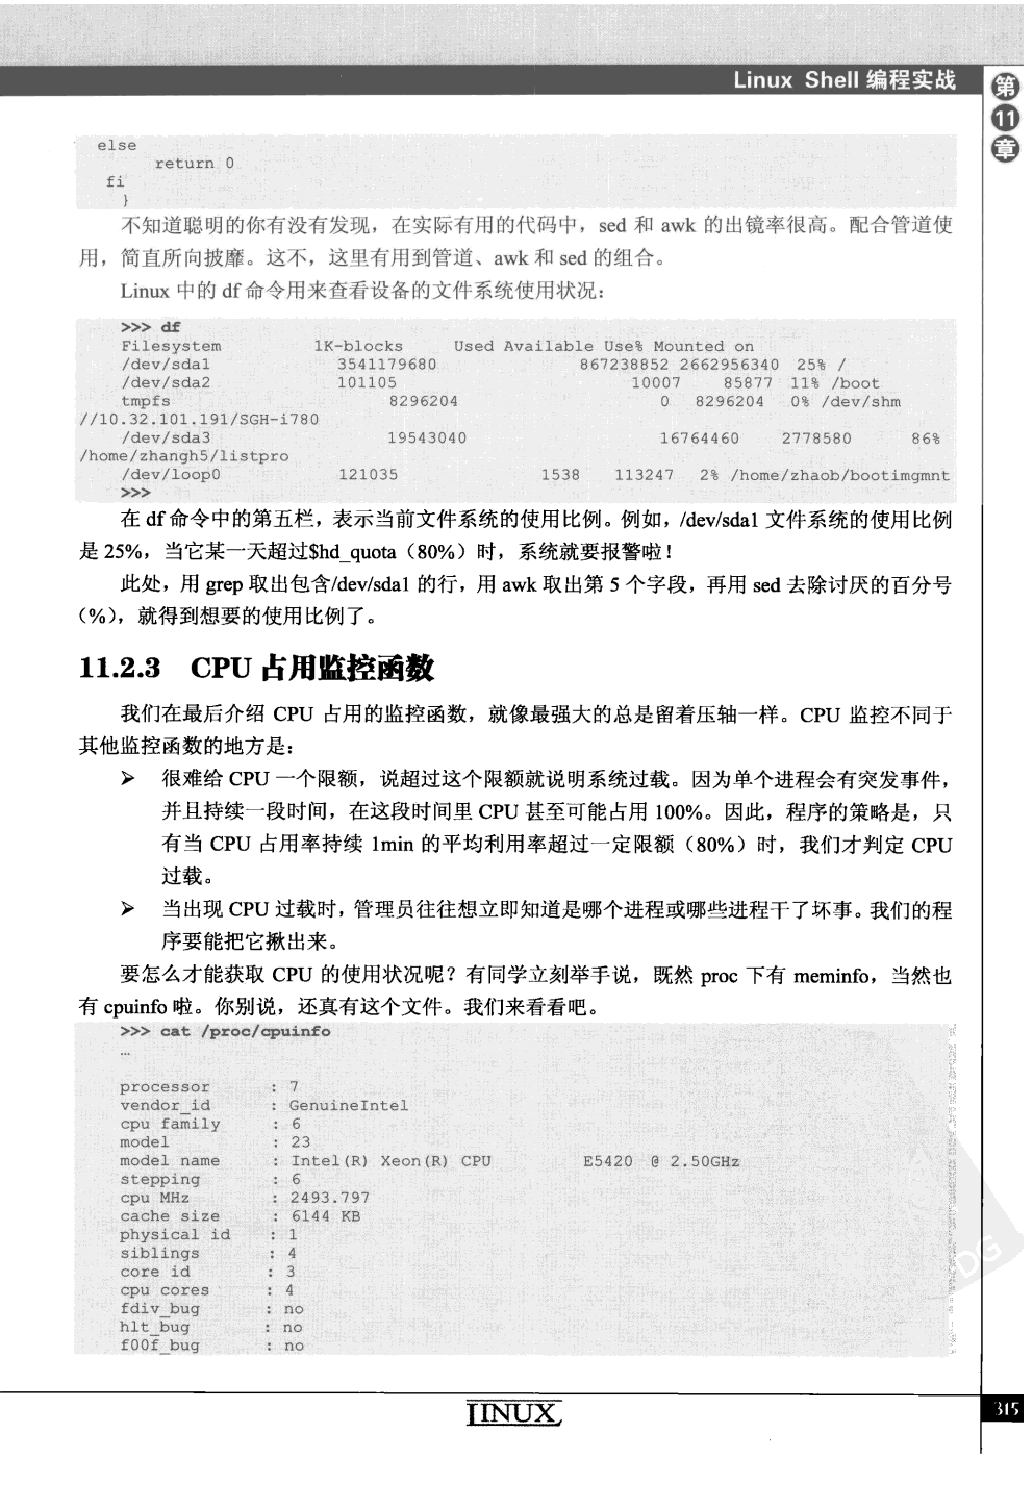 Linux Shell 编程实战
第
11
章
else
return 0
fi
}
不知道聪明的你有没有发现，在实际有用的代码中，sed 和 awk 的出镜率很高。配合管道使
用，简直所向披靡。这不，这里有用到管道、awk 和 sed 的组合。
Linux 中的 df 命令用来查看设备的文件系统使用状况：
>>> df
Filesystem 1K-blocks Used Available Use% Mounted on
/dev/sda1 3541179680 867238852 2662956340 25% /
/dev/sda2 101105 10007 85877 11% /boot
tmpfs 8296204 0 8296204 0% /dev/shm
//10.32.101.191/SGH-i780
/dev/sda3 19543040 16764460 2778580 86%
/home/zhangh5/listpro
/dev/loop0 121035 1538 113247 2% /home/zhaob/bootimgmnt
>>>
在 df 命令中的第五栏，表示当前文件系统的使用比例。例如，/dev/sda1 文件系统的使用比例
是 25%，当它某一天超过$hd_quota（80%）时，系统就要报警啦！
此处，用 grep 取出包含/dev/sda1 的行，用 awk 取出第 5 个字段，再用 sed 去除讨厌的百分号
（%），就得到想要的使用比例了。
11.2.3 CPU 占用监控函数
我们在最后介绍 CPU 占用的监控函数，就像最强大的总是留着压轴一样。CPU 监控不同于
其他监控函数的地方是：
➢ 很难给 CPU 一个限额，说超过这个限额就说明系统过载。因为单个进程会有突发事件，
并且持续一段时间，在这段时间里 CPU 甚至可能占用 100%。因此，程序的策略是，只
有当 CPU 占用率持续 1min 的平均利用率超过一定限额（80%）时，我们才判定 CPU
过载。
➢ 当出现 CPU 过载时，管理员往往想立即知道是哪个进程或哪些进程干了坏事。我们的程
序要能把它揪出来。
要怎么才能获取 CPU 的使用状况呢？有同学立刻举手说，既然 proc 下有 meminfo，当然也
有 cpuinfo 啦。你别说，还真有这个文件。我们来看看吧。
>>> cat /proc/cpuinfo
…
processor : 7
vendor_id : GenuineIntel
cpu family : 6
model : 23
model name : Intel(R) Xeon(R) CPU E5420 @ 2.50GHz
stepping : 6
cpu MHz : 2493.797
cache size : 6144 KB
physical id : 1
siblings : 4
core id : 3
cpu cores : 4
fdiv_bug : no
hlt_bug : no
f00f_bug : no
LINUX
315